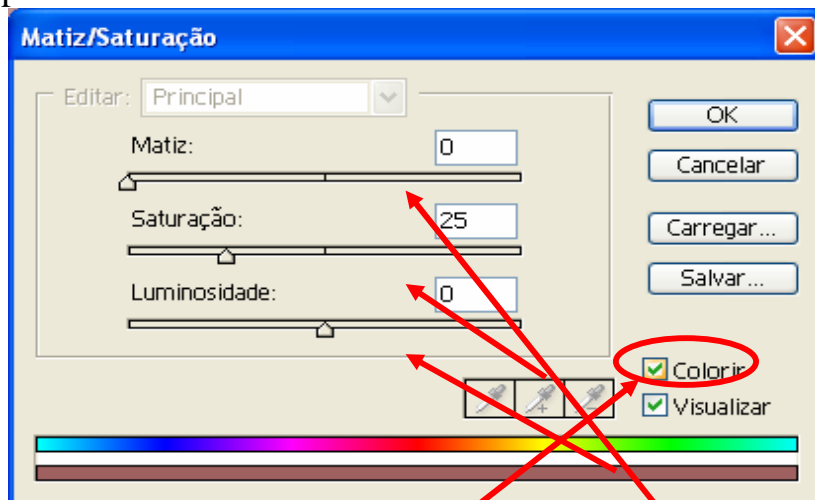 Matiz/Saturação
Editar: Principal
OK
Matiz: 0
Cancelar
Saturação: 25
Carregar...
Salvar...
Luminosidade: 0
Colorir
Visualizar